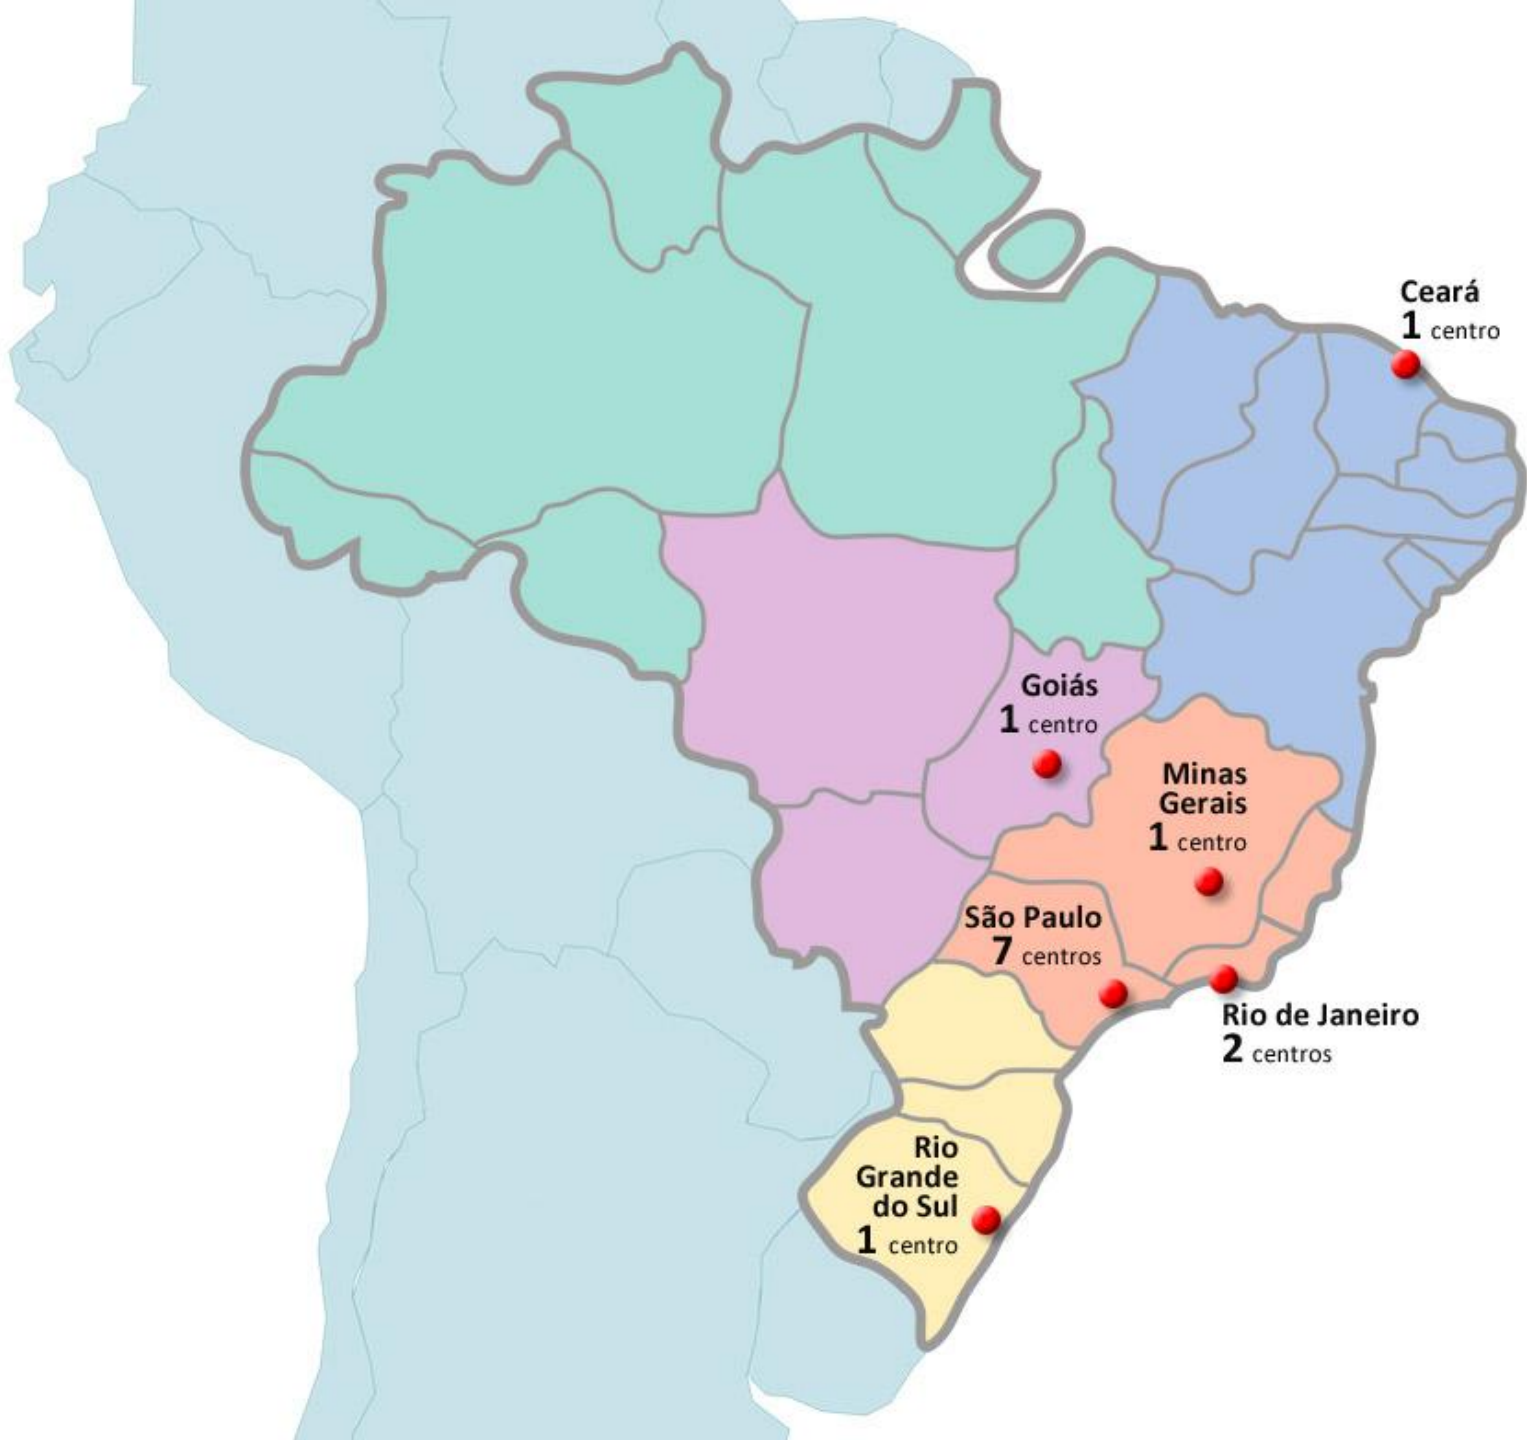 Ceará
1 centro
Goiás
1 centro
Minas
Gerais
1 centro
São Paulo
7 centros
Rio de Janeiro
2 centros
Rio
Grande
do Sul
1 centro